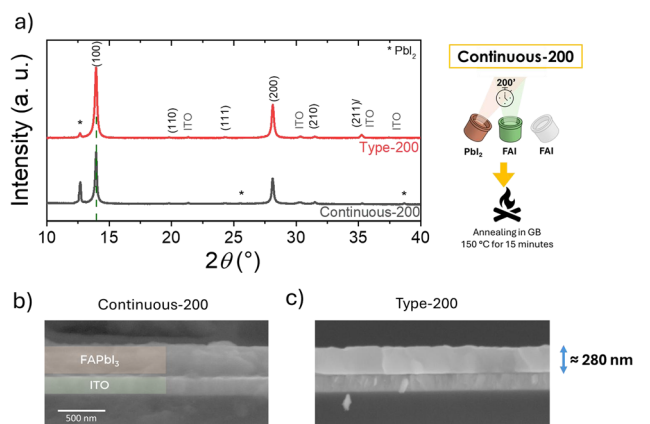 a)
Intensity (a. u.)
(100)
* PbI₂
*
(110)
ITO
(111)
(200)
ITO
(210)
(211)/
ITO
ITO
Type-200
*
*
Continuous-200
10 15 20 25 30 35 40
2θ (°)
Continuous-200
200'
PbI₂ FAI FAI
Annealing in GB
150 ºC for 15 minutes
b) Continuous-200
FAPbI₃
ITO
500 nm
c) Type-200
≈ 280 nm